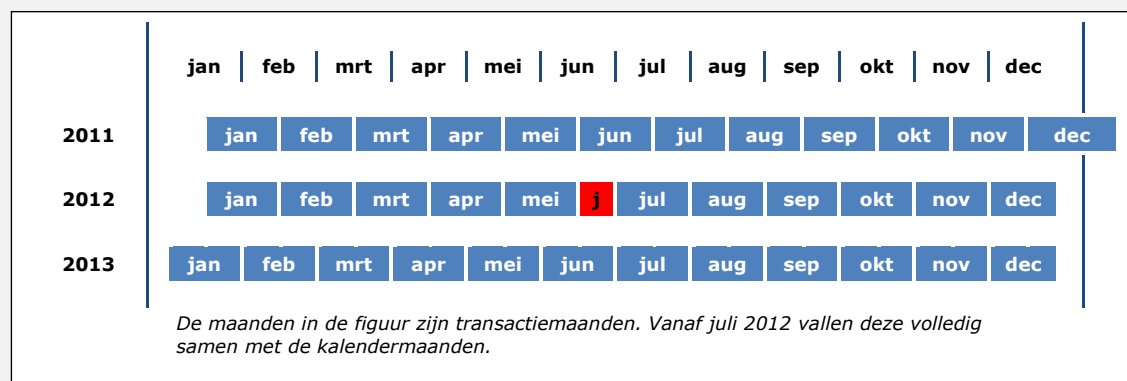 jan feb mrt apr mei jun jul aug sep okt nov dec
2011 jan feb mrt apr mei jun jul aug sep okt nov dec
2012 jan feb mrt apr mei j jul aug sep okt nov dec
2013 jan feb mrt apr mei jun jul aug sep okt nov dec
De maanden in de figuur zijn transactiemaanden. Vanaf juli 2012 vallen deze volledig
samen met de kalendermaanden.